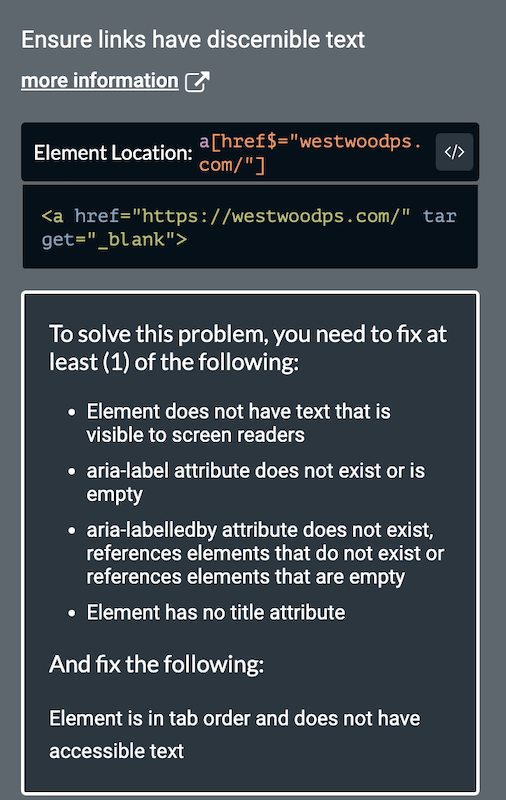 Ensure links have discernible text
more information
Element Location:
a[href$="westwoodps.
com/"]
</>
<a href="https://westwoodps.com/" tar
get="_blank">
To solve this problem, you need to fix at
least (1) of the following:
• Element does not have text that is
visible to screen readers
• aria-label attribute does not exist or is
empty
• aria-labelledby attribute does not exist,
references elements that do not exist or
references elements that are empty
• Element has no title attribute
And fix the following:
Element is in tab order and does not have
accessible text